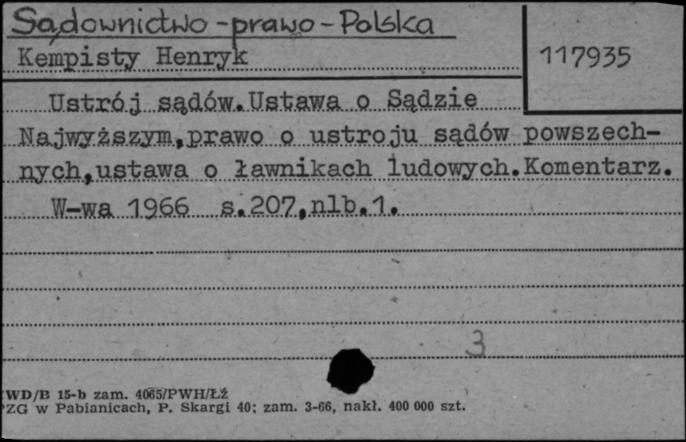 Sądownictwo-prawo-Polska
Kempisty Henryk
117935
Ustrój sądów.Ustawa o Sądzie
Najwyższym,prawo o ustroju sądów powszech-
nych,ustawa o ławnikach ludowych.Komentarz.
W-wa 1966 s.207,nlb.1.
3
WD/B 15-b zam. 4065/PWH/Łź
ZG w Pabianicach, P. Skargi 40; zam. 3-66, nakł. 400 000 szt.